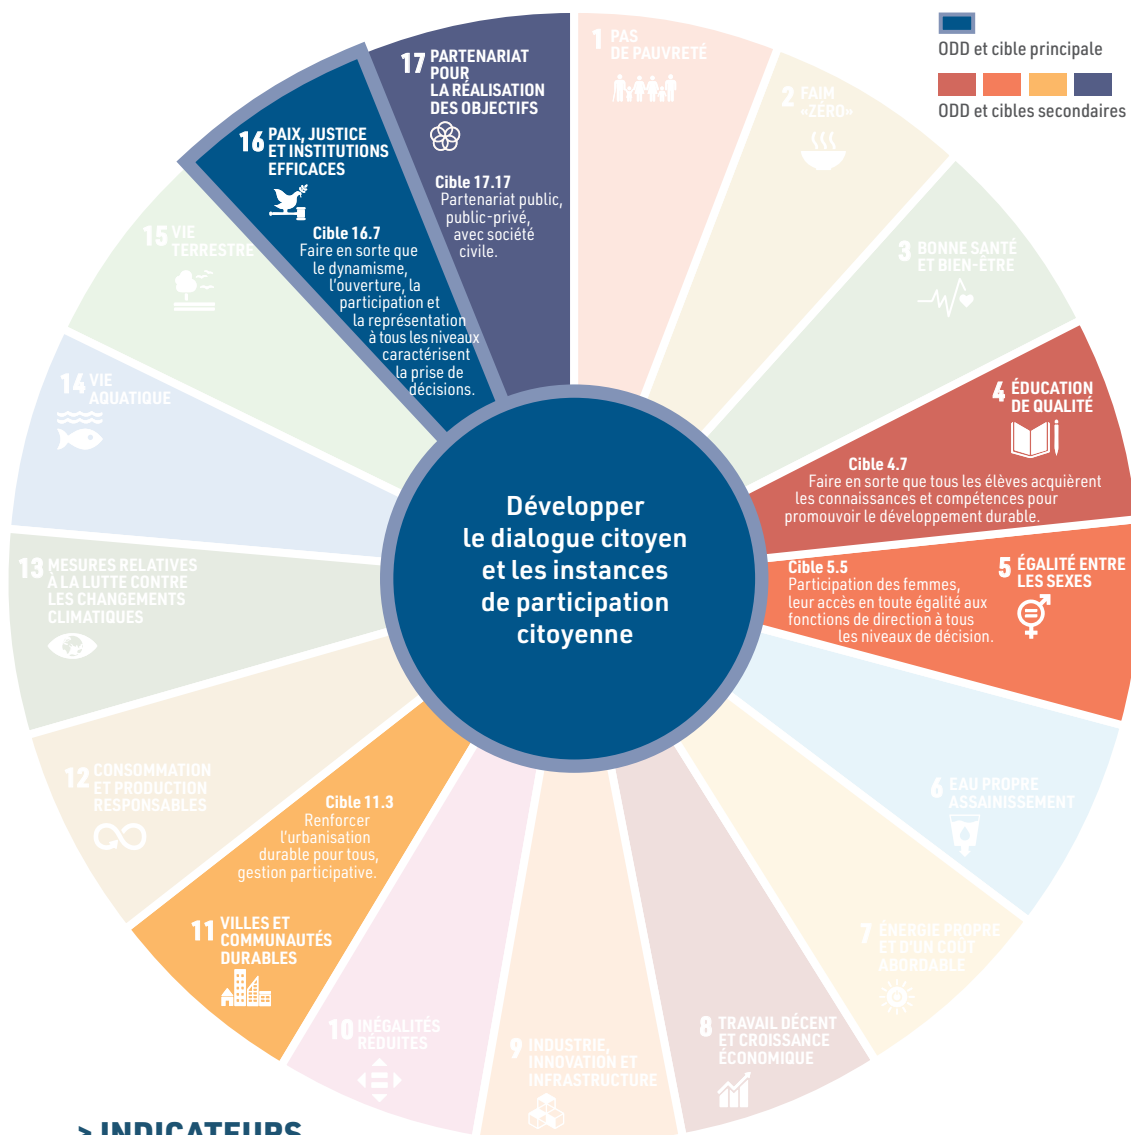 ODD et cible principale
ODD et cibles secondaires
1 PAS
DE PAUVRETÉ
2 FAIM
«ZÉRO»
3 BONNE SANTÉ
ET BIEN-ÊTRE
4 ÉDUCATION
DE QUALITÉ
Cible 4.7
Faire en sorte que tous les élèves acquièrent
les connaissances et compétences pour
promouvoir le développement durable.
5 ÉGALITÉ ENTRE
LES SEXES
Cible 5.5
Participation des femmes,
leur accès en toute égalité aux
fonctions de direction à tous
les niveaux de décision.
6 EAU PROPRE
ASSAINISSEMENT
7 ÉNERGIE PROPRE
ET D'UN COÛT
ABORDABLE
8 TRAVAIL DÉCENT
ET CROISSANCE
ÉCONOMIQUE
9 INDUSTRIE,
INNOVATION ET
INFRASTRUCTURE
10 INÉGALITÉS
RÉDUITES
11 VILLES ET
COMMUNAUTÉS
DURABLES
Cible 11.3
Renforcer
l'urbanisation
durable pour tous,
gestion participative.
12 CONSOMMATION
ET PRODUCTION
RESPONSABLES
13 MESURES RELATIVES
À LA LUTTE CONTRE
LES CHANGEMENTS
CLIMATIQUES
14 VIE
AQUATIQUE
15 VIE
TERRESTRE
16 PAIX, JUSTICE
ET INSTITUTIONS
EFFICACES
Cible 16.7
Faire en sorte que
le dynamisme,
l'ouverture, la
participation et
la représentation
à tous les niveaux
caractérisent
la prise de
décisions.
17 PARTENARIAT
POUR
LA RÉALISATION
DES OBJECTIFS
Cible 17.17
Partenariat public,
public-privé,
avec société
civile.
Développer
le dialogue citoyen
et les instances
de participation
citoyenne
> INDICATEURS